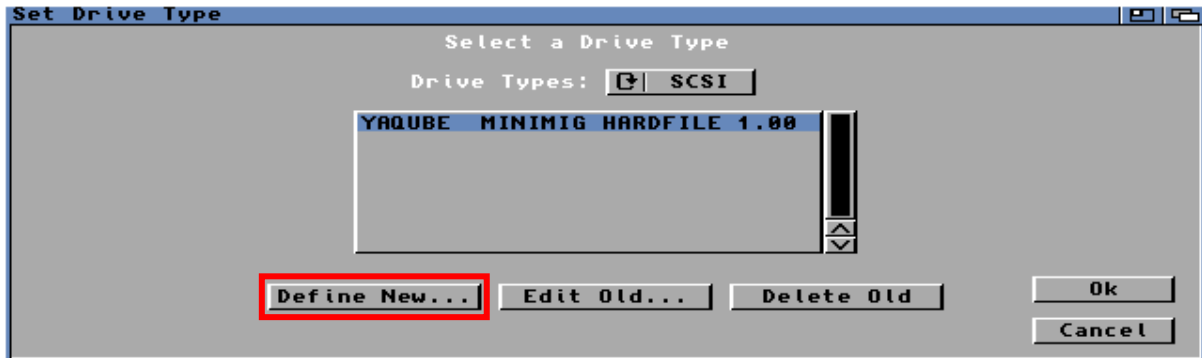 Set Drive Type
Select a Drive Type
Drive Types: SCSI
YAQUBE  MINIMIG HARDFILE 1.00
Define New... Edit Old... Delete Old Ok
Cancel